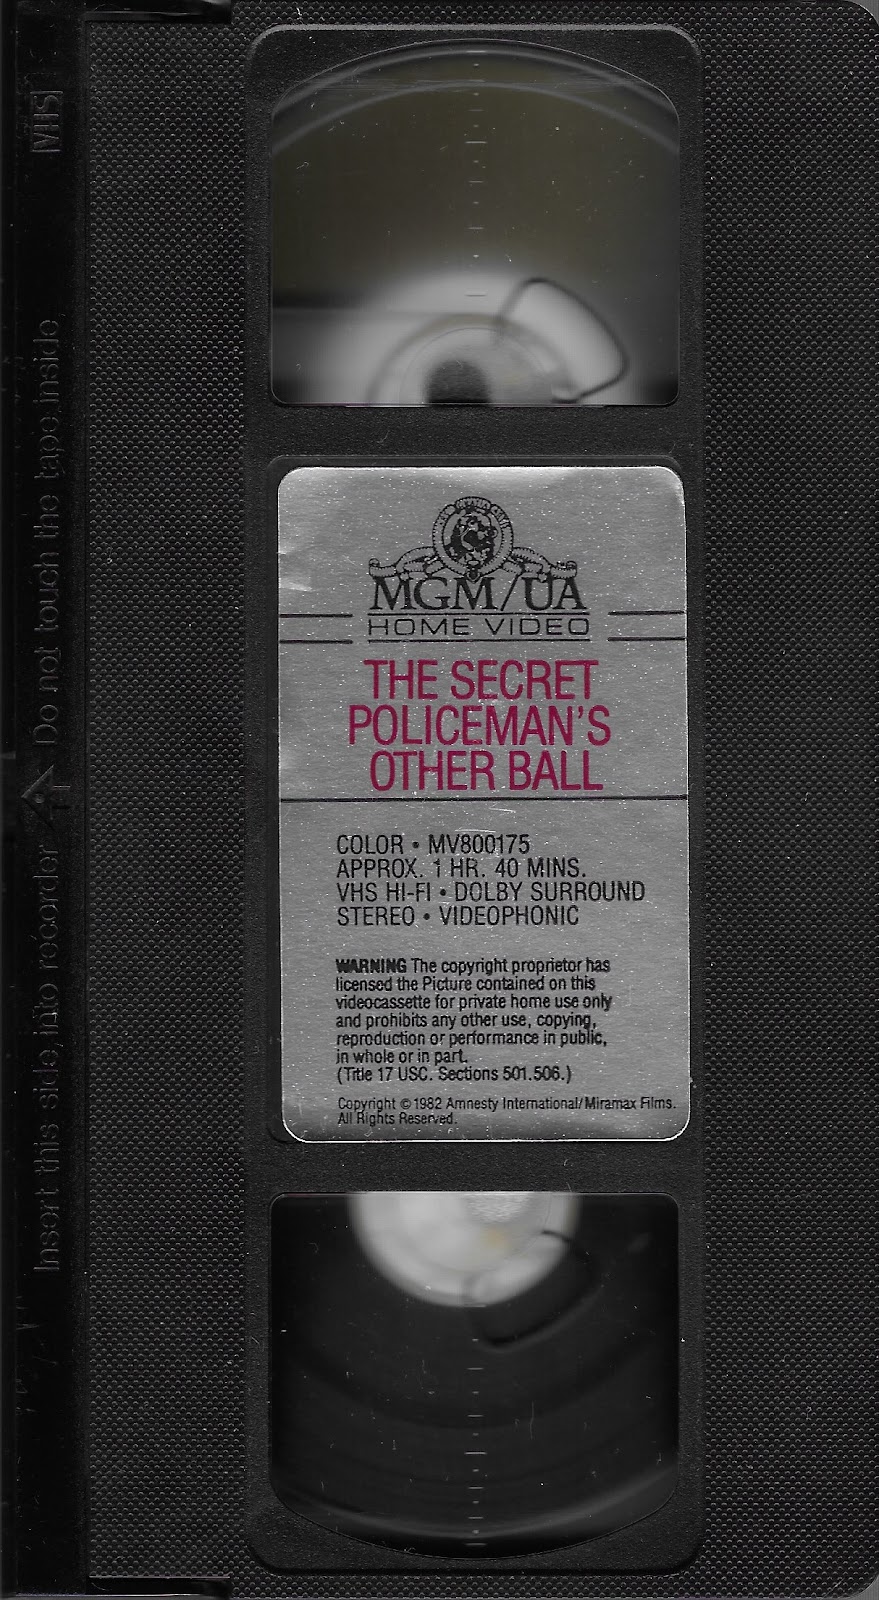 VHS
Insert this side into recorder Do not touch the tape inside
MGM/UA
HOME VIDEO
THE SECRET
POLICEMAN'S
OTHER BALL
COLOR • MV800175
APPROX. 1 HR. 40 MINS.
VHS HI-FI • DOLBY SURROUND
STEREO • VIDEOPHONIC
WARNING The copyright proprietor has
licensed the Picture contained on this
videocassette for private home use only
and prohibits any other use, copying,
reproduction or performance in public,
in whole or in part.
(Title 17 USC. Sections 501.506.)
Copyright © 1982 Amnesty International/Miramax Films.
All Rights Reserved.